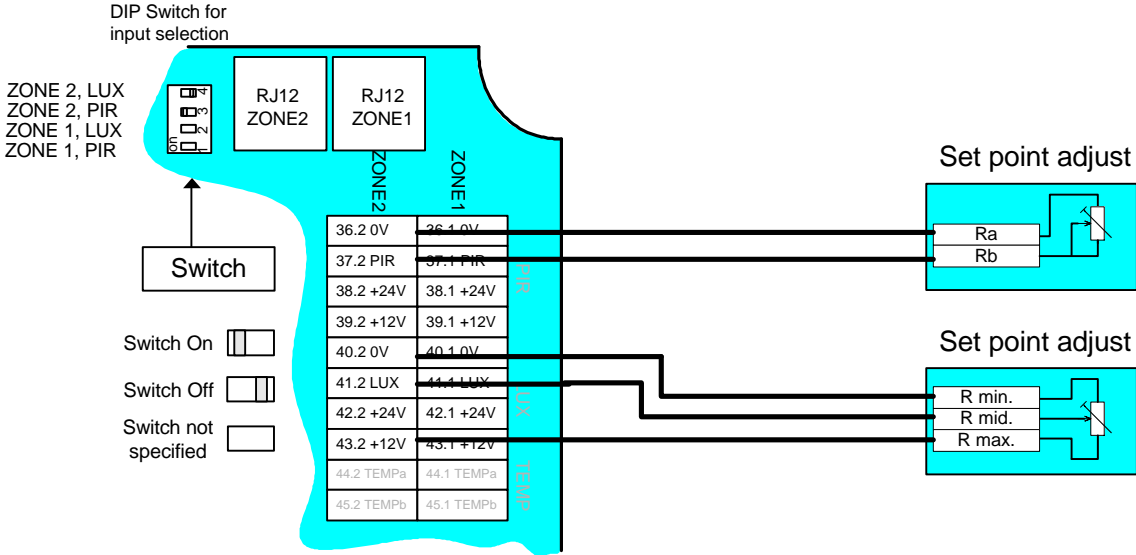 DIP Switch for
input selection
ZONE 2, LUX
ZONE 2, PIR
ZONE 1, LUX
ZONE 1, PIR
on
1 2 3 4
RJ12
ZONE2
RJ12
ZONE1
Switch
Switch On
Switch Off
Switch not
specified
ZONE2
ZONE1
36.2 0V 36.1 0V
37.2 PIR 37.1 PIR
38.2 +24V 38.1 +24V
39.2 +12V 39.1 +12V
40.2 0V 40.1 0V
41.2 LUX 41.1 LUX
42.2 +24V 42.1 +24V
43.2 +12V 43.1 +12V
44.2 TEMPa 44.1 TEMPa
45.2 TEMPb 45.1 TEMPb
PIR
LUX
TEMP
Set point adjust
Ra
Rb
Set point adjust
R min.
R mid.
R max.